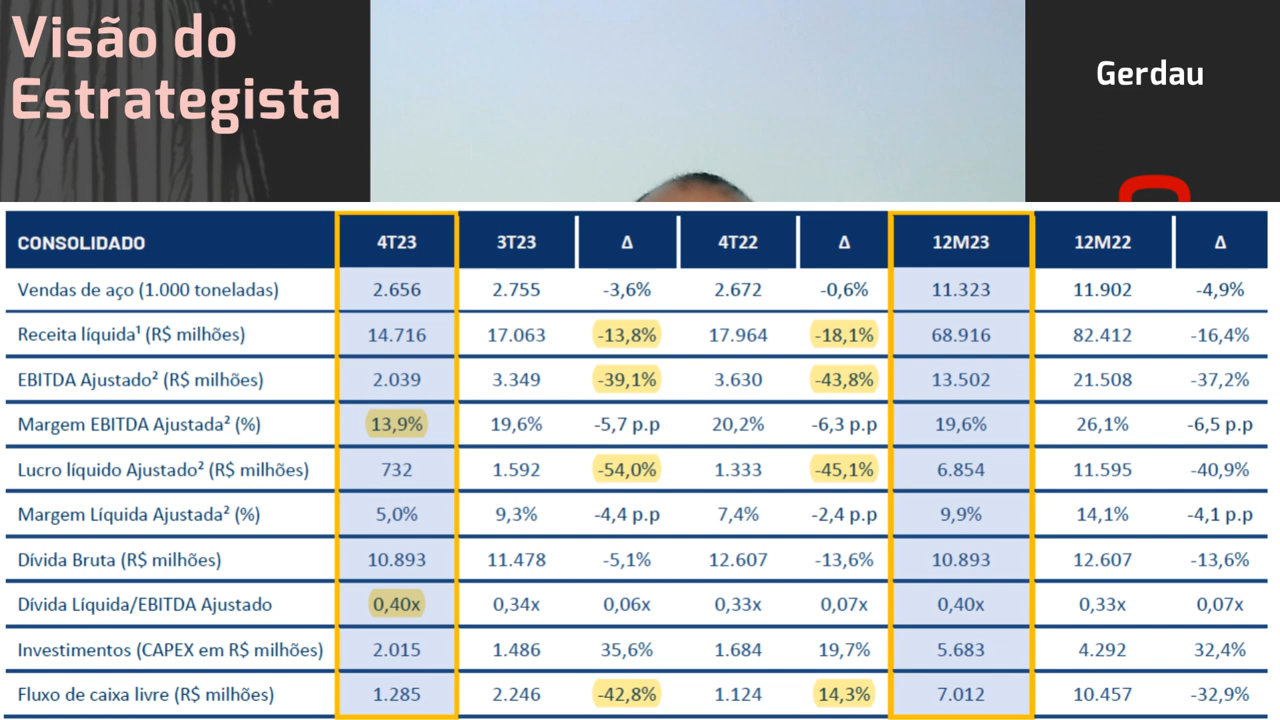 Visão do
Estrategista
Gerdau
CONSOLIDADO 4T23 3T23 Δ 4T22 Δ 12M23 12M22 Δ
Vendas de aço (1.000 toneladas) 2.656 2.755 -3,6% 2.672 -0,6% 11.323 11.902 -4,9%
Receita líquida¹ (R$ milhões) 14.716 17.063 -13,8% 17.964 -18,1% 68.916 82.412 -16,4%
EBITDA Ajustado² (R$ milhões) 2.039 3.349 -39,1% 3.630 -43,8% 13.502 21.508 -37,2%
Margem EBITDA Ajustada² (%) 13,9% 19,6% -5,7 p.p 20,2% -6,3 p.p 19,6% 26,1% -6,5 p.p
Lucro líquido Ajustado² (R$ milhões) 732 1.592 -54,0% 1.333 -45,1% 6.854 11.595 -40,9%
Margem Líquida Ajustada² (%) 5,0% 9,3% -4,4 p.p 7,4% -2,4 p.p 9,9% 14,1% -4,1 p.p
Dívida Bruta (R$ milhões) 10.893 11.478 -5,1% 12.607 -13,6% 10.893 12.607 -13,6%
Dívida Líquida/EBITDA Ajustado 0,40x 0,34x 0,06x 0,33x 0,07x 0,40x 0,33x 0,07x
Investimentos (CAPEX em R$ milhões) 2.015 1.486 35,6% 1.684 19,7% 5.683 4.292 32,4%
Fluxo de caixa livre (R$ milhões) 1.285 2.246 -42,8% 1.124 14,3% 7.012 10.457 -32,9%